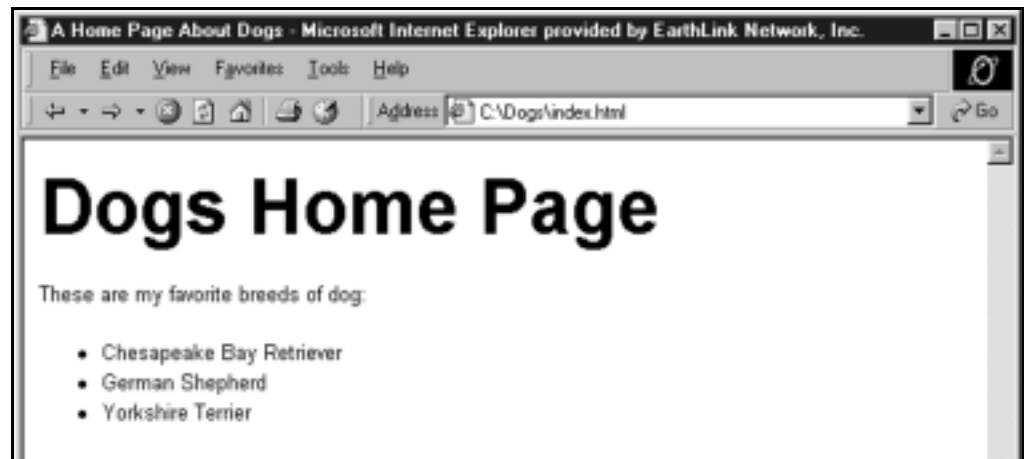 A Home Page About Dogs - Microsoft Internet Explorer provided by EarthLink Network, Inc.
File Edit View Favorites Tools Help
Address C:\Dogs\index.html Go
Dogs Home Page
These are my favorite breeds of dog:
• Chesapeake Bay Retriever
• German Shepherd
• Yorkshire Terrier